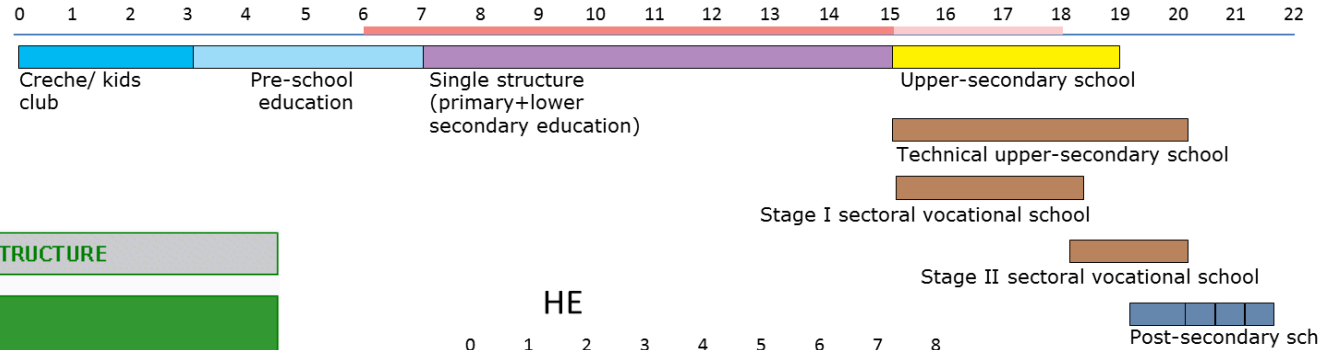 0 1 2 3 4 5 6 7 8 9 10 11 12 13 14 15 16 17 18 19 20 21 22
Creche/ kids
club
Pre-school
education
Single structure
(primary+lower
secondary education)
Upper-secondary school
Technical upper-secondary school
Stage I sectoral vocational school
TRUCTURE
Stage II sectoral vocational school
HE
Post-secondary sch
0 1 2 3 4 5 6 7 8